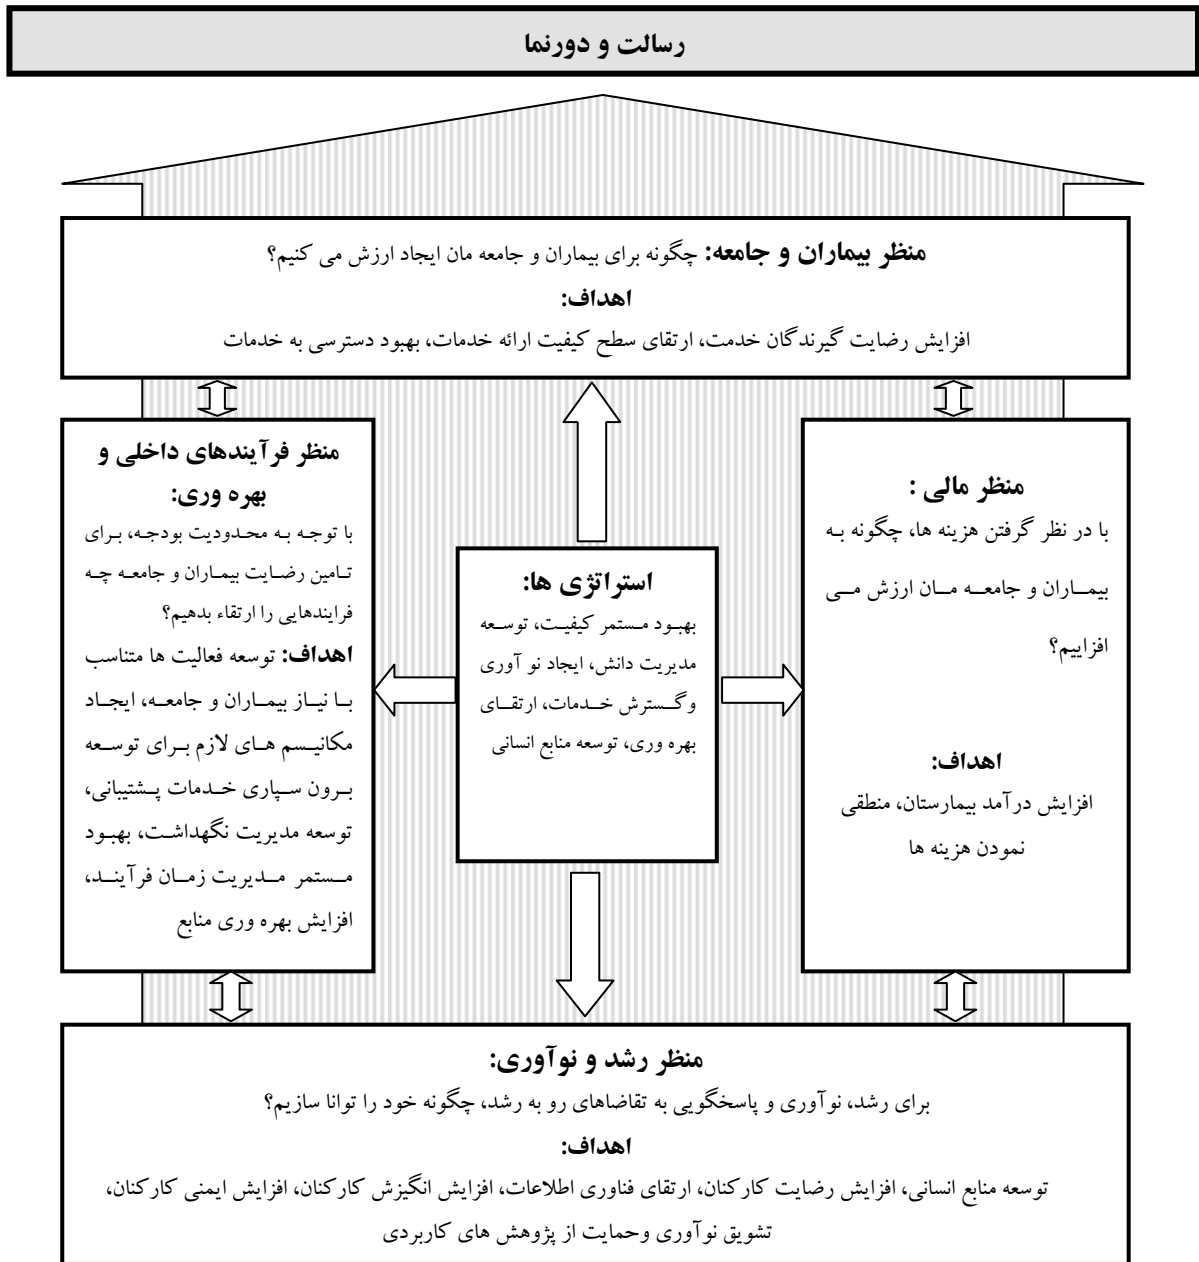 رسالت و دورنما
منظر بیماران و جامعه: چگونه برای بیماران و جامعه مان ایجاد ارزش می کنیم؟
اهداف:
افزایش رضایت گیرندگان خدمت، ارتقای سطح کیفیت ارائه خدمات، بهبود دسترسی به خدمات
منظر مالی :
با در نظر گرفتن هزینه ها، چگونه به
بیماران و جامعه مان ارزش می
افزاییم؟
اهداف:
افزایش درآمد بیمارستان، منطقی
نمودن هزینه ها
استراتژی ها:
بهبود مستمر کیفیت، توسعه
مدیریت دانش، ایجاد نو آوری
وگسترش خدمات، ارتقای
بهره وری، توسعه منابع انسانی
منظر فرآیندهای داخلی و
بهره وری:
با توجه به محدودیت بودجه، برای
تامین رضایت بیماران و جامعه چه
فرایندهایی را ارتقاء بدهیم؟
اهداف: توسعه فعالیت ها متناسب
با نیاز بیماران و جامعه، ایجاد
مکانیسم های لازم برای توسعه
برون سپاری خدمات پشتیبانی،
توسعه مدیریت نگهداشت، بهبود
مستمر مدیریت زمان فرآیند،
افزایش بهره وری منابع
منظر رشد و نوآوری:
برای رشد، نوآوری و پاسخگویی به تقاضاهای رو به رشد، چگونه خود را توانا سازیم؟
اهداف:
توسعه منابع انسانی، افزایش رضایت کارکنان، ارتقای فناوری اطلاعات، افزایش انگیزش کارکنان، افزایش ایمنی کارکنان،
تشویق نوآوری وحمایت از پژوهش های کاربردی